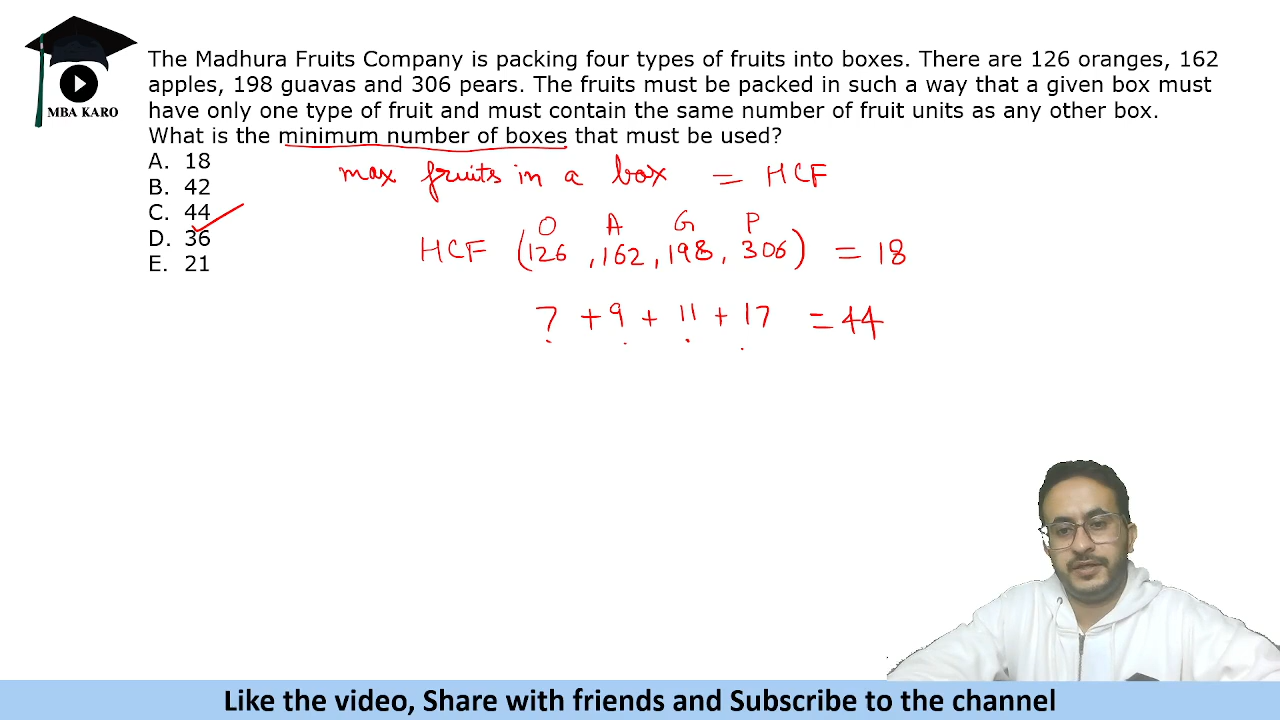 MBA KARO
The Madhura Fruits Company is packing four types of fruits into boxes. There are 126 oranges, 162
apples, 198 guavas and 306 pears. The fruits must be packed in such a way that a given box must
have only one type of fruit and must contain the same number of fruit units as any other box.
What is the minimum number of boxes that must be used?
A. 18
B. 42
C. 44
D. 36
E. 21
max fruits in a box = HCF
O A G P
HCF (126, 162, 198, 306) = 18
7 + 9 + 11 + 17 = 44
Like the video, Share with friends and Subscribe to the channel